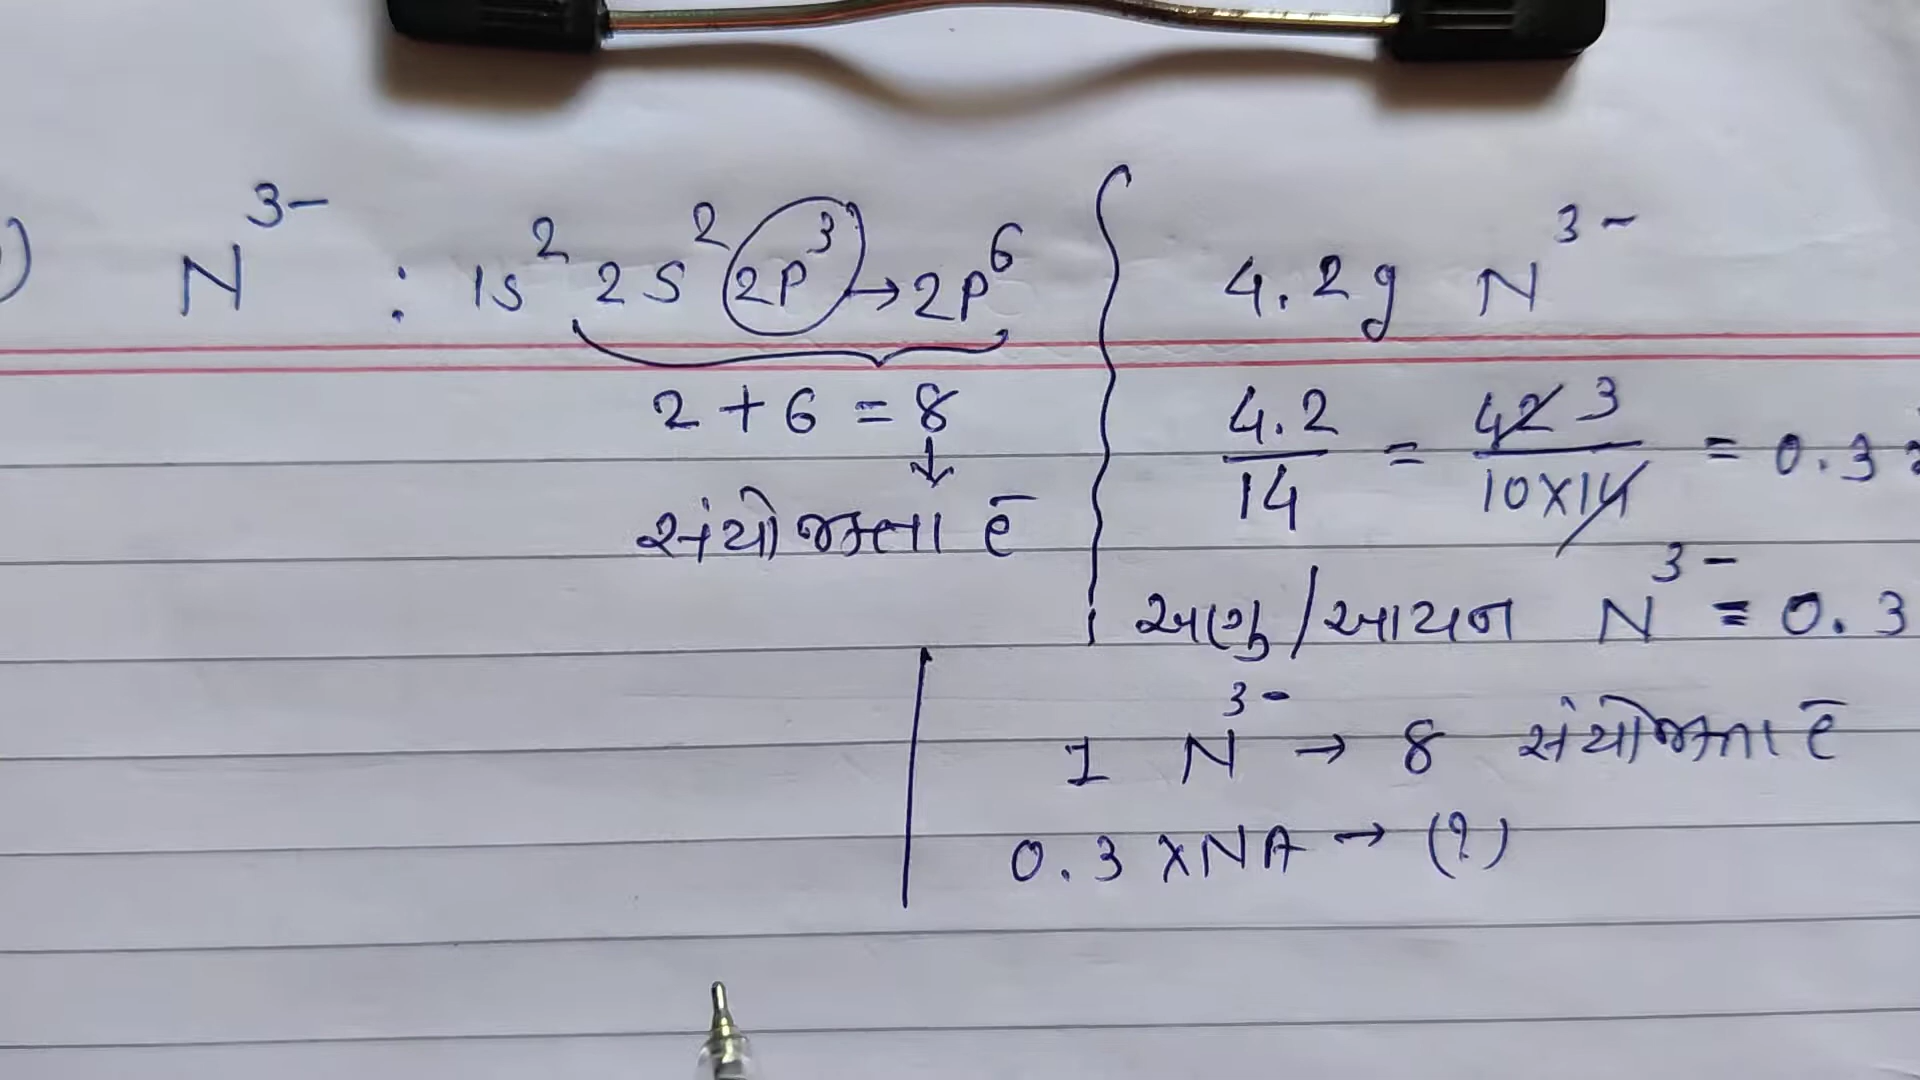 N³⁻ : 1s² 2s² 2p³ → 2p⁶
2 + 6 = 8
↓
સંયોજકતા ē
4.2g N³⁻
4.2/14 = 42 3/10×14 = 0.3
અણુ/આયન N³⁻ = 0.3
1 N³⁻ → 8 સંયોજકતા ē
0.3 × NA → (?)